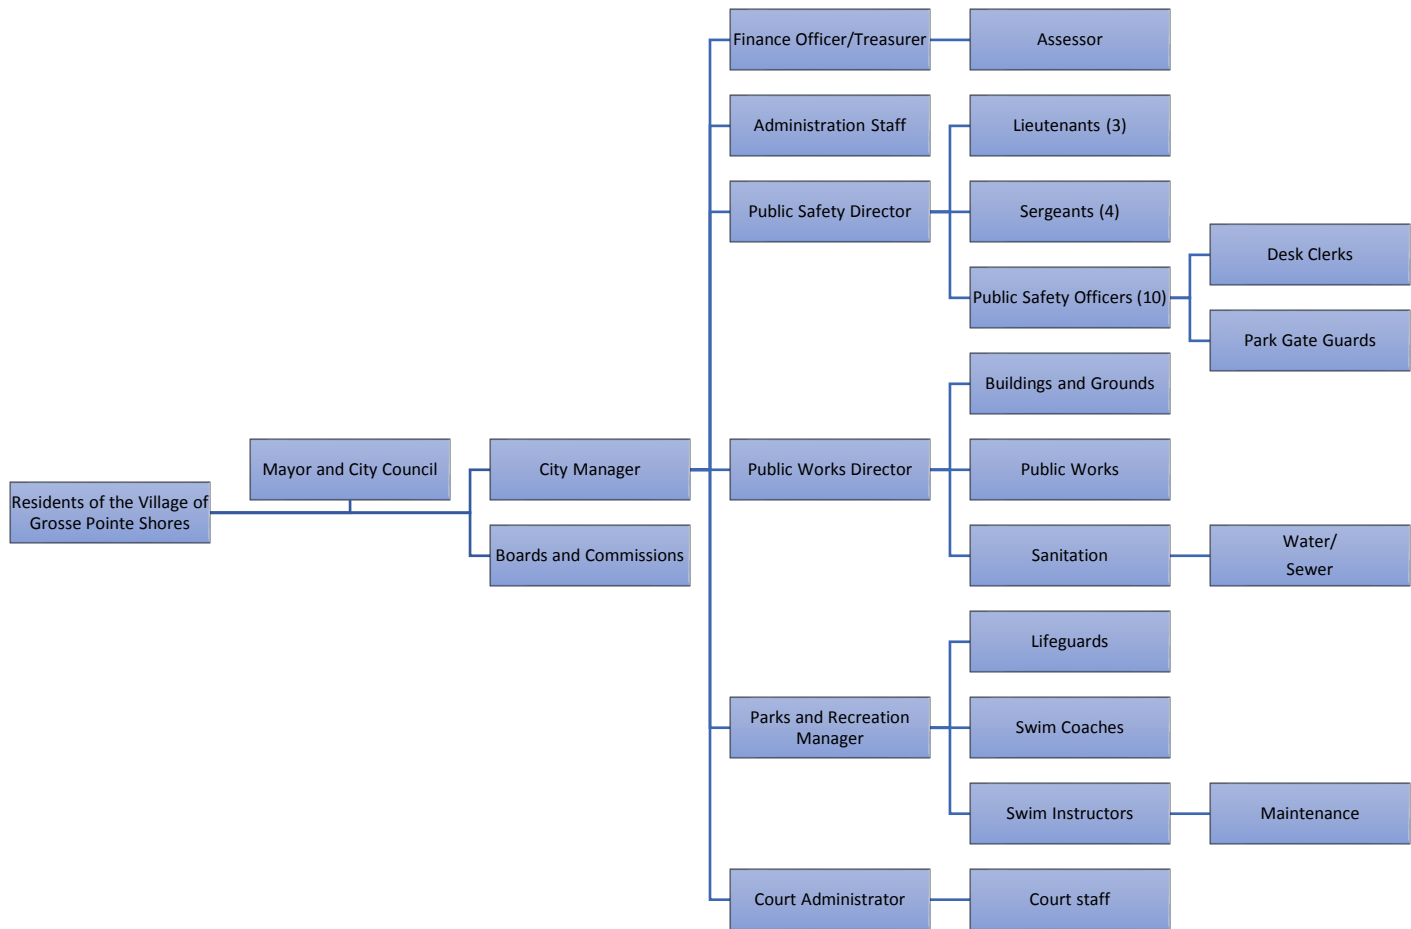 Finance Officer/Treasurer
Assessor
Administration Staff
Lieutenants (3)
Public Safety Director
Sergeants (4)
Public Safety Officers (10)
Desk Clerks
Park Gate Guards
Residents of the Village of
Grosse Pointe Shores
Mayor and City Council
City Manager
Boards and Commissions
Public Works Director
Buildings and Grounds
Public Works
Sanitation
Water/
Sewer
Parks and Recreation
Manager
Lifeguards
Swim Coaches
Swim Instructors
Maintenance
Court Administrator
Court staff